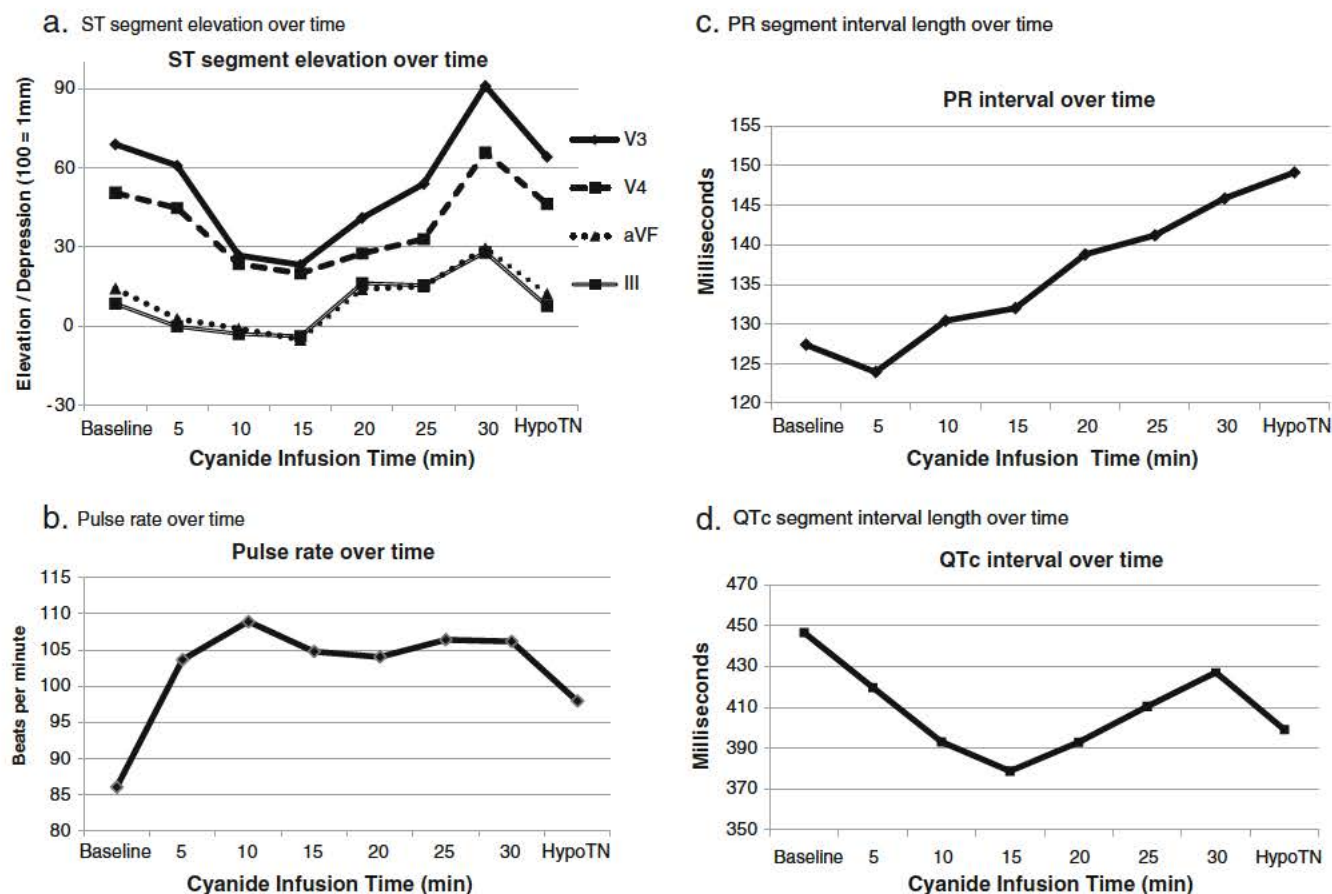 a. ST segment elevation over time
ST segment elevation over time
Elevation / Depression (100 = 1mm)
90
60
30
0
-30
V3
V4
aVF
III
Baseline 5 10 15 20 25 30 HypoTN
Cyanide Infusion Time (min)
b. Pulse rate over time
Pulse rate over time
Beats per minute
115
110
105
100
95
90
85
80
Baseline 5 10 15 20 25 30 HypoTN
Cyanide Infusion Time (min)
c. PR segment interval length over time
PR interval over time
Milliseconds
155
150
145
140
135
130
125
120
Baseline 5 10 15 20 25 30 HypoTN
Cyanide Infusion Time (min)
d. QTc segment interval length over time
QTc interval over time
Milliseconds
470
450
430
410
390
370
350
Baseline 5 10 15 20 25 30 HypoTN
Cyanide Infusion Time (min)